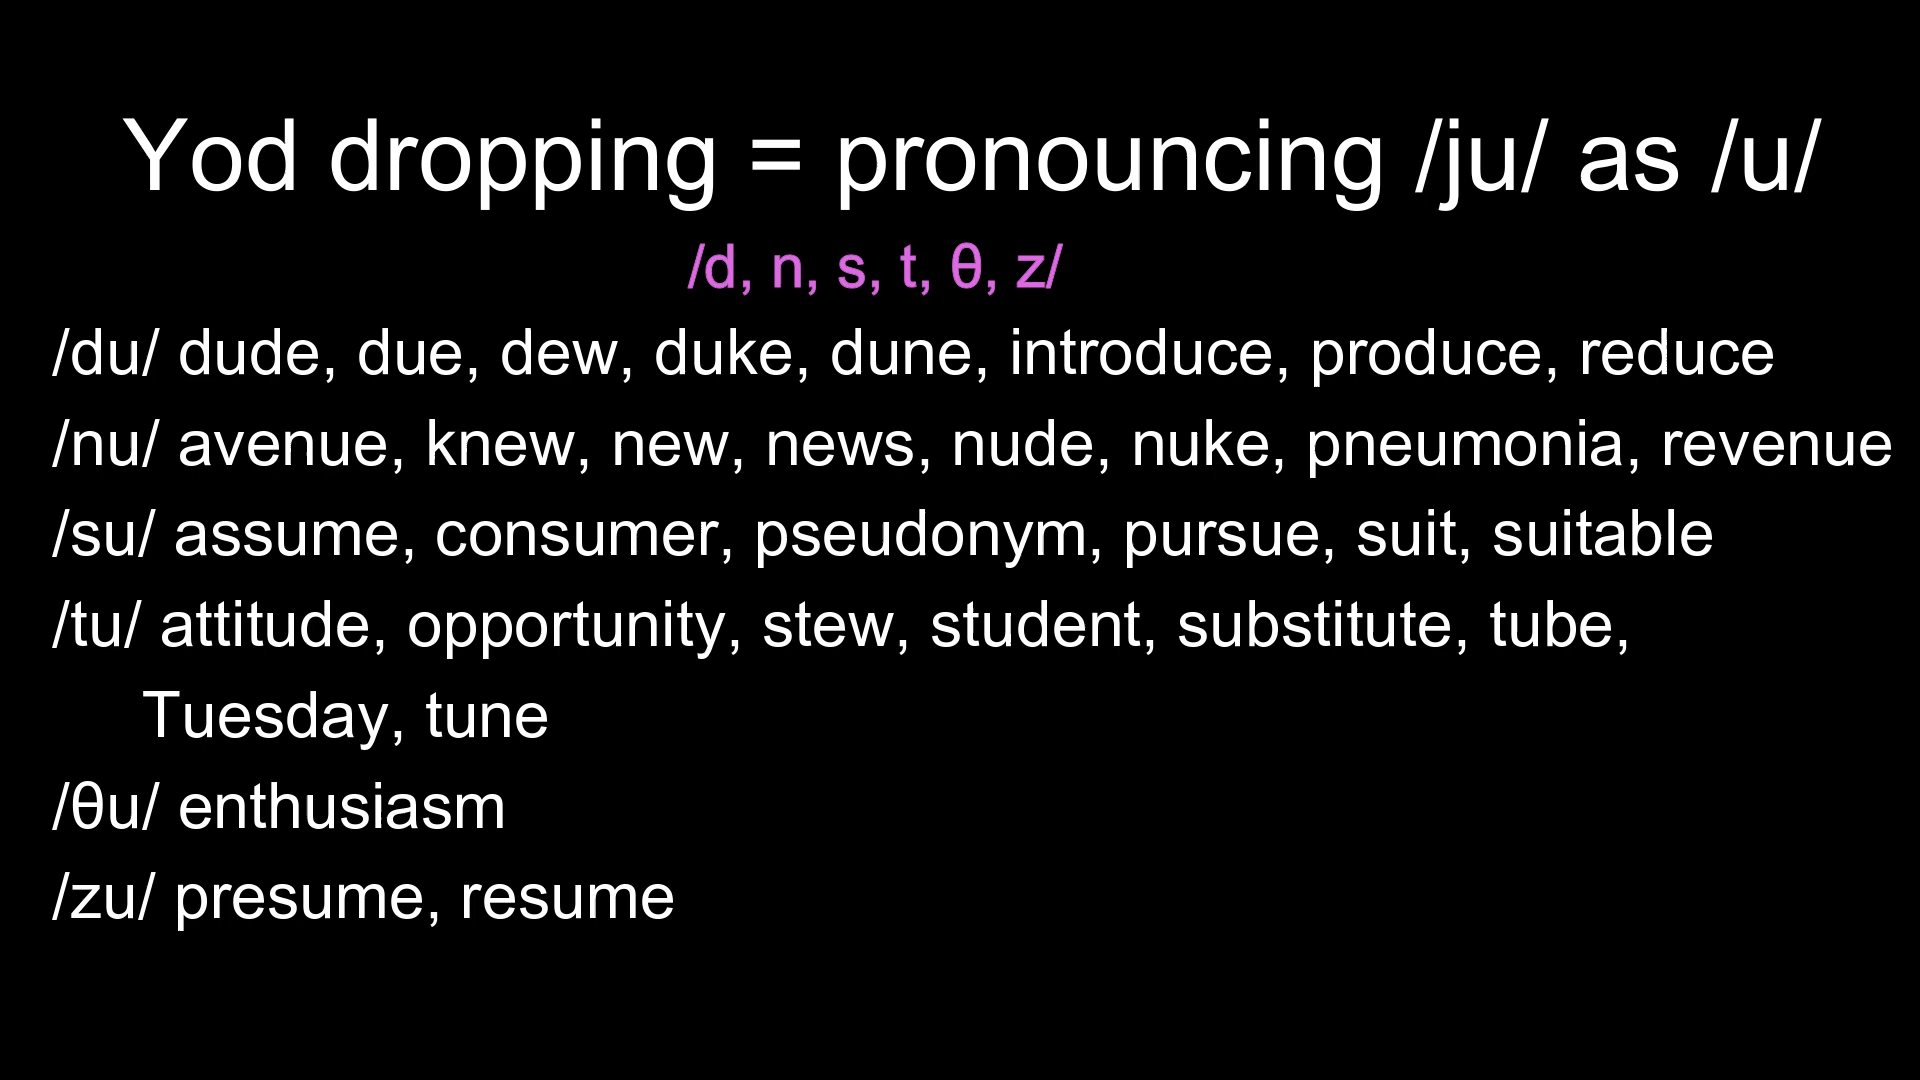 Yod dropping = pronouncing /ju/ as /u/
/d, n, s, t, θ, z/
/du/ dude, due, dew, duke, dune, introduce, produce, reduce
/nu/ avenue, knew, new, news, nude, nuke, pneumonia, revenue
/su/ assume, consumer, pseudonym, pursue, suit, suitable
/tu/ attitude, opportunity, stew, student, substitute, tube,
Tuesday, tune
/θu/ enthusiasm
/zu/ presume, resume